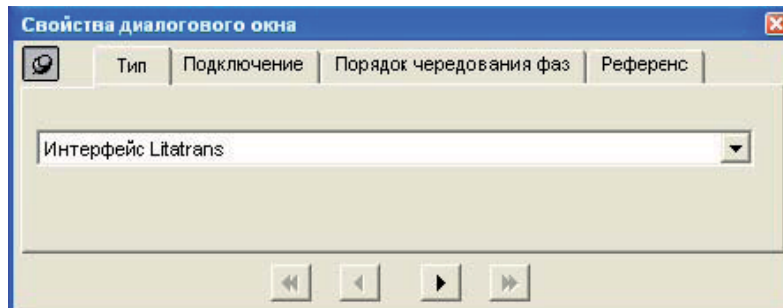 Свойства диалогового окна
Тип Подключение Порядок чередования фаз Референс
Интерфейс Litatrans